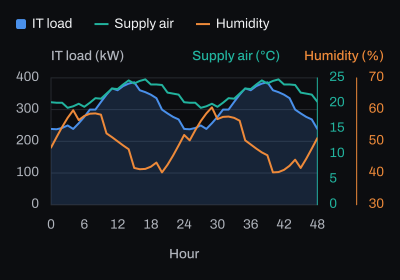 IT load Supply air Humidity
IT load (kW) Supply air (°C) Humidity (%)
400 25 70
300 20 60
15
200 50
10
100 40
5
0 0 30
0 6 12 18 24 30 36 42 48
Hour